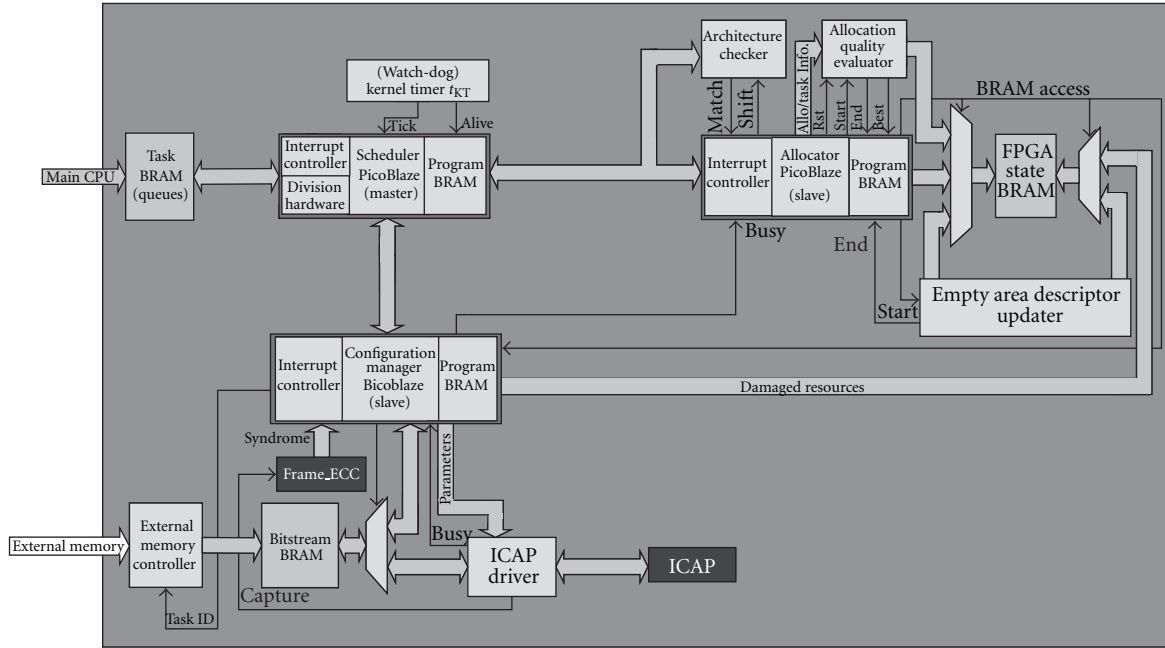 Architecture
checker
Allocation
quality
evaluator
(Watch-dog)
kernel timer tKT
Tick
Alive
Match
Shift
Allo/task Info.
Rst
Start
End
Best
BRAM access
Main CPU
Task
BRAM
(queues)
Interrupt
controller
Division
hardware
Scheduler
PicoBlaze
(master)
Program
BRAM
Interrupt
controller
Allocator
PicoBlaze
(slave)
Program
BRAM
FPGA
state
BRAM
Busy
End
Start
Empty area descriptor
updater
Interrupt
controller
Configuration
manager
Bicoblaze
(slave)
Program
BRAM
Damaged resources
Syndrome
Frame_ECC
Parameters
External memory
External
memory
controller
Bitstream
BRAM
Busy
ICAP
driver
ICAP
Capture
Task ID